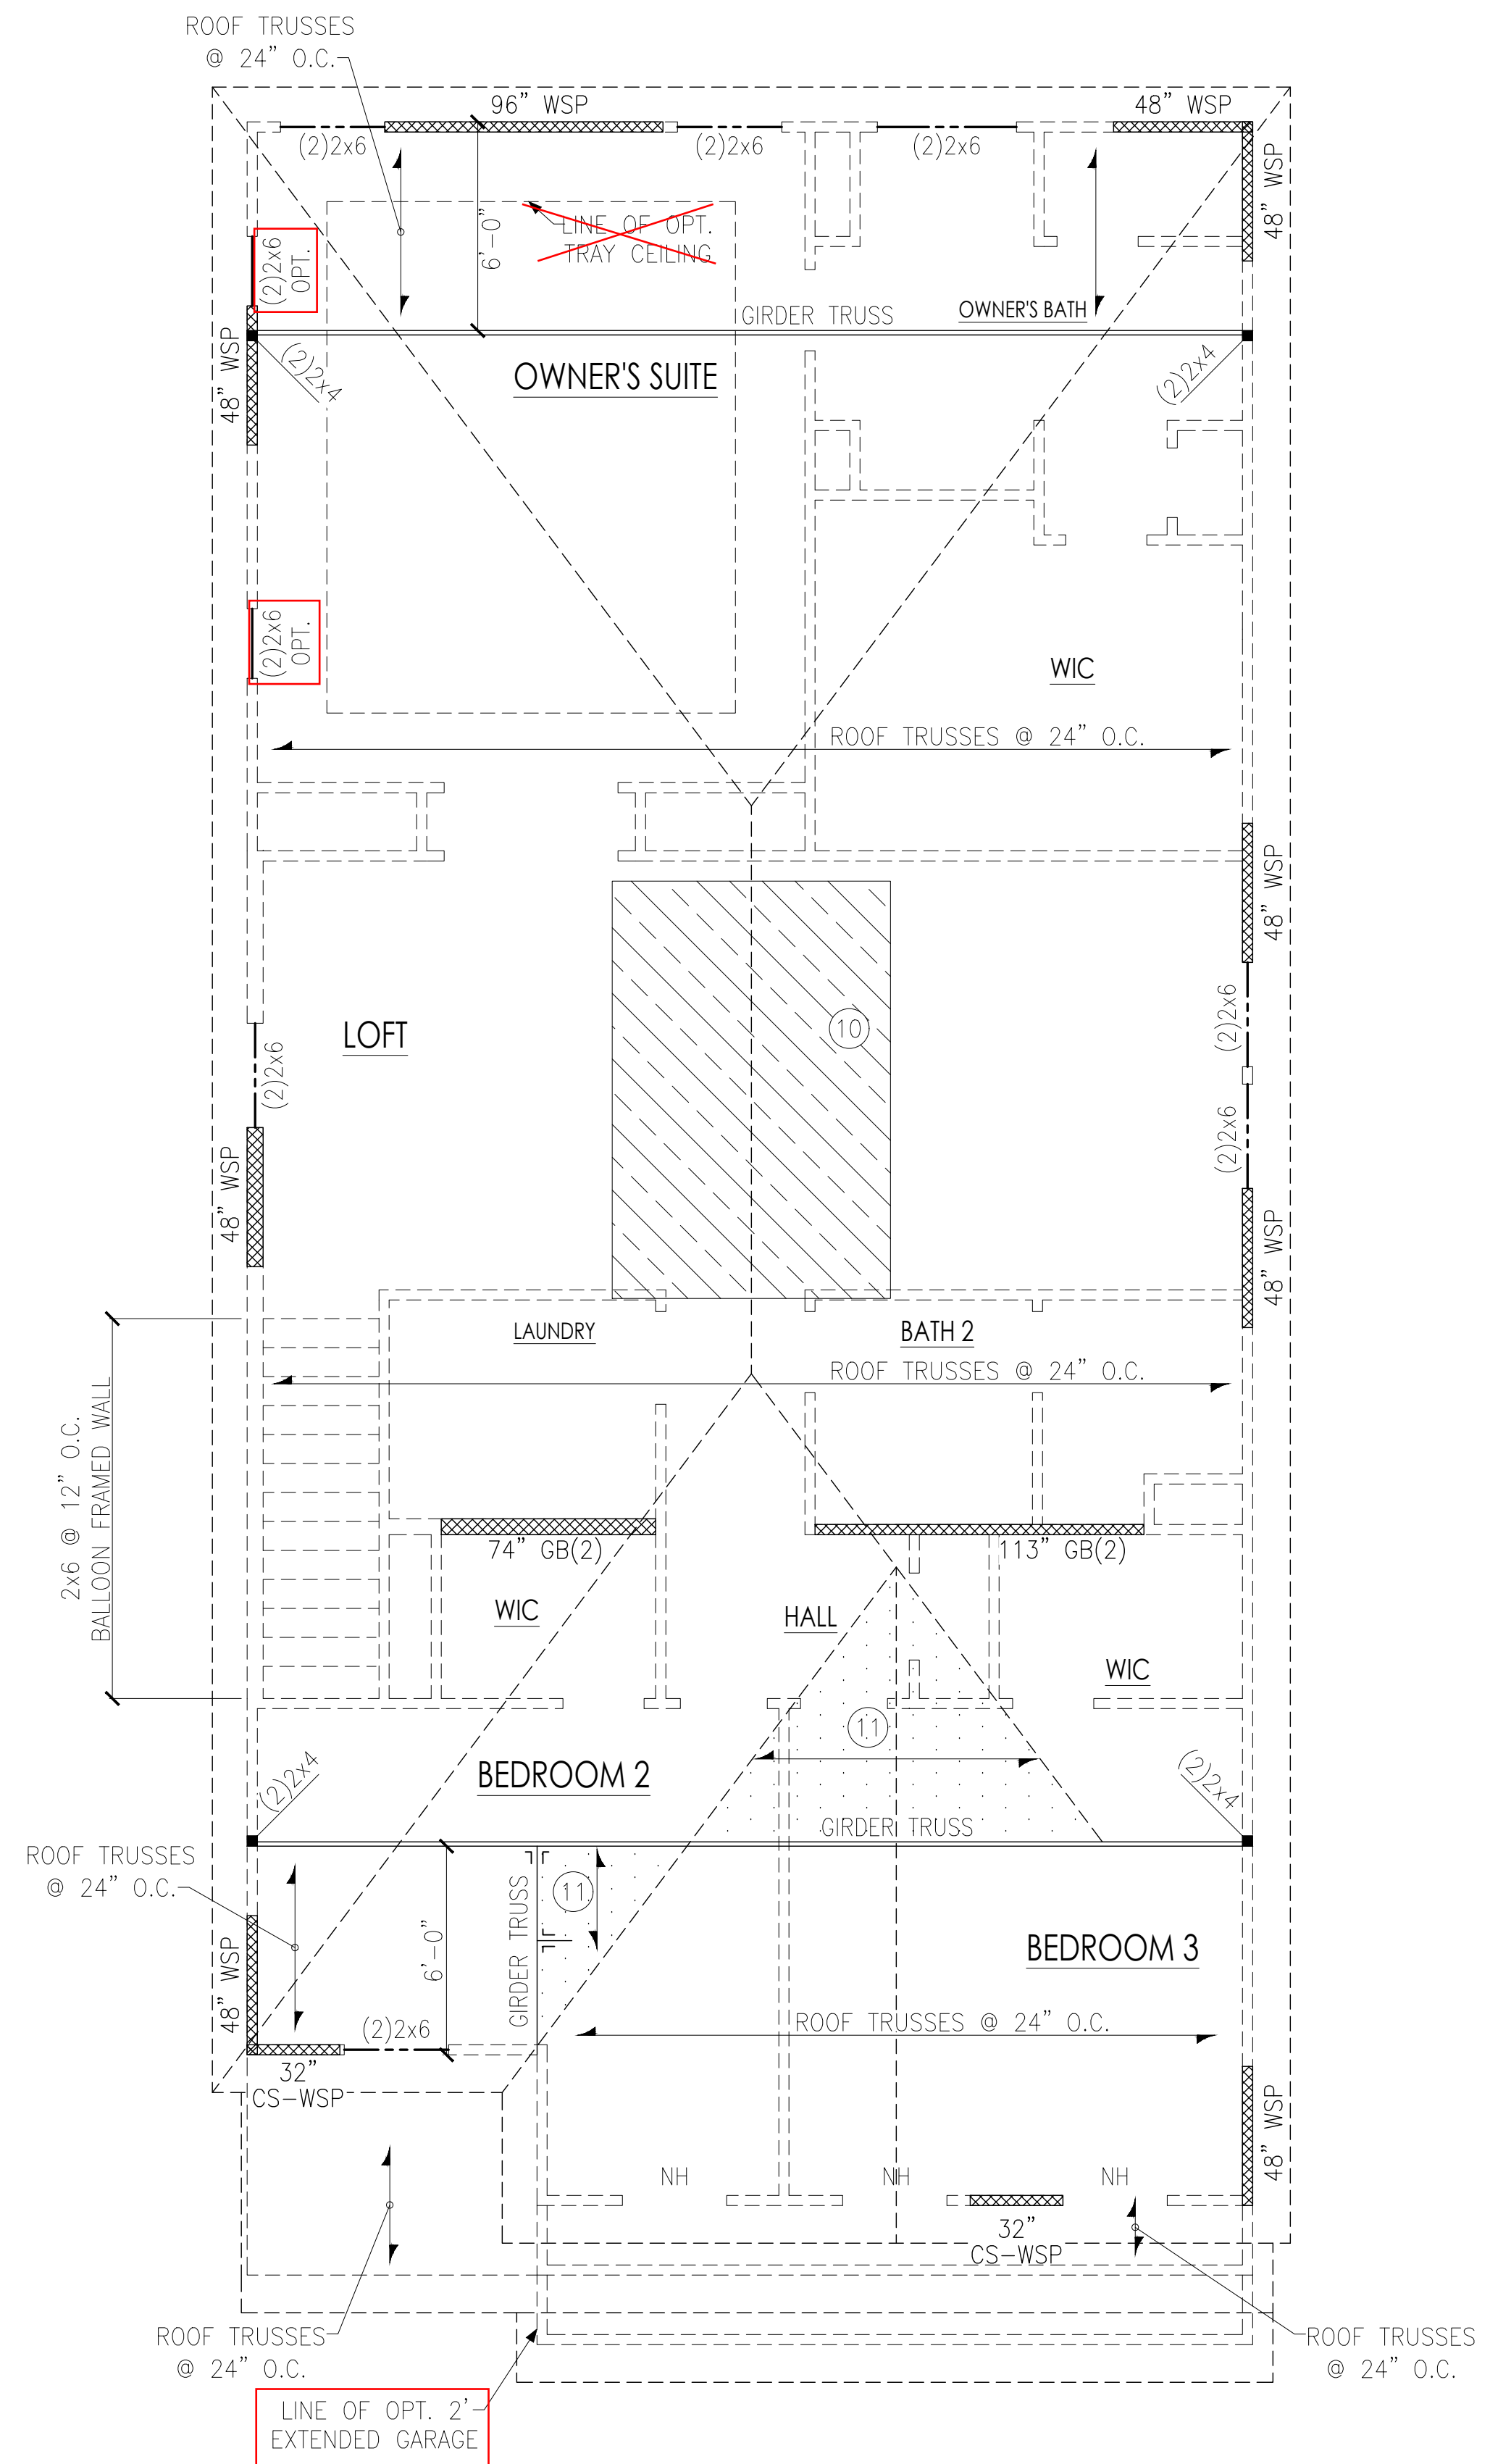 ROOF TRUSSES
@ 24" O.C.
96" WSP
48" WSP
(2)2x6
(2)2x6
(2)2x6
48" WSP
LINE OF OPT.
TRAY CEILING
6'-0"
(2)2x6
OPT.
GIRDER TRUSS
OWNER'S BATH
48" WSP
(2)2x4
OWNER'S SUITE
(2)2x4
(2)2x6
OPT.
WIC
ROOF TRUSSES @ 24" O.C.
48" WSP
LOFT
10
(2)2x6
(2)2x6
(2)2x6
48" WSP
48" WSP
LAUNDRY
BATH 2
ROOF TRUSSES @ 24" O.C.
2x6 @ 12" O.C.
BALLOON FRAMED WALL
74" GB(2)
113" GB(2)
WIC
HALL
WIC
11
(2)2x4
BEDROOM 2
(2)2x4
GIRDER TRUSS
ROOF TRUSSES
@ 24" O.C.
11
GIRDER TRUSS
6'-0"
BEDROOM 3
48" WSP
(2)2x6
ROOF TRUSSES @ 24" O.C.
32"
CS-WSP
48" WSP
NH
NH
NH
32"
CS-WSP
ROOF TRUSSES
@ 24" O.C.
ROOF TRUSSES
@ 24" O.C.
LINE OF OPT. 2'
EXTENDED GARAGE